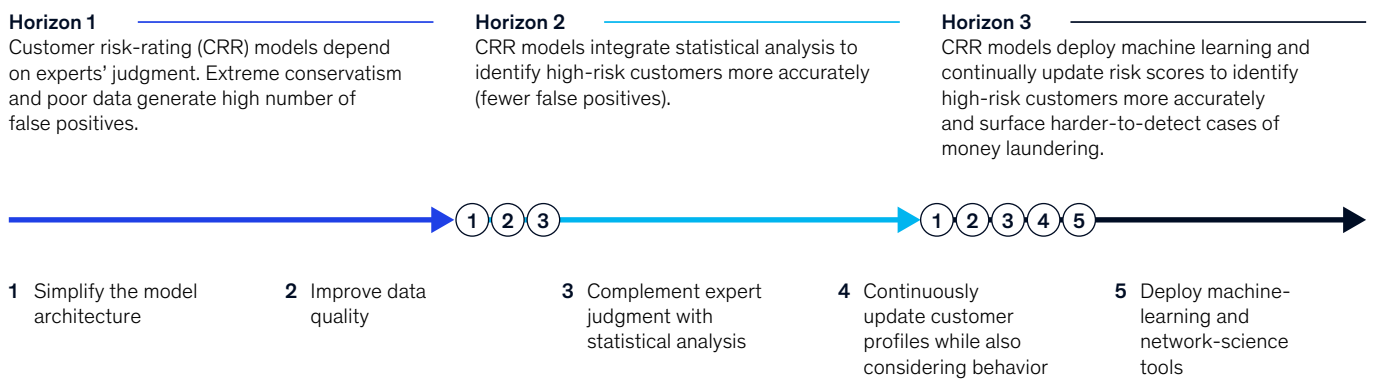 Horizon 1
Customer risk-rating (CRR) models depend
on experts’ judgment. Extreme conservatism
and poor data generate high number of
false positives.
Horizon 2
CRR models integrate statistical analysis to
identify high-risk customers more accurately
(fewer false positives).
Horizon 3
CRR models deploy machine learning and
continually update risk scores to identify
high-risk customers more accurately
and surface harder-to-detect cases of
money laundering.
1 2 3
1 2 3 4 5
1 Simplify the model
architecture
2 Improve data
quality
3 Complement expert
judgment with
statistical analysis
4 Continuously
update customer
profiles while also
considering behavior
5 Deploy machine-
learning and
network-science
tools